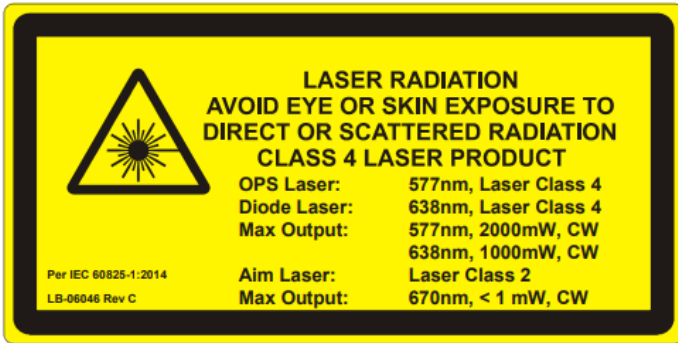 LASER RADIATION
AVOID EYE OR SKIN EXPOSURE TO
DIRECT OR SCATTERED RADIATION
CLASS 4 LASER PRODUCT
OPS Laser: 577nm, Laser Class 4
Diode Laser: 638nm, Laser Class 4
Max Output: 577nm, 2000mW, CW
638nm, 1000mW, CW
Per IEC 60825-1:2014
Aim Laser: Laser Class 2
LB-06046 Rev C
Max Output: 670nm, < 1 mW, CW